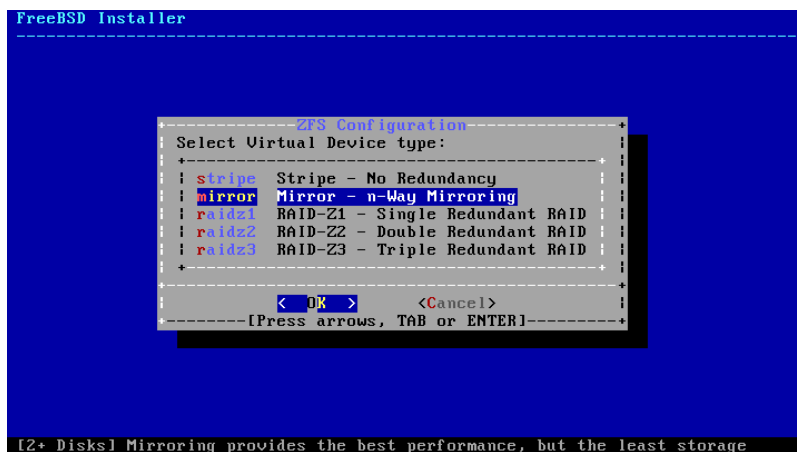 FreeBSD Installer
ZFS Configuration
Select Virtual Device type:
stripe Stripe - No Redundancy
mirror Mirror - n-Way Mirroring
raidz1 RAID-Z1 - Single Redundant RAID
raidz2 RAID-Z2 - Double Redundant RAID
raidz3 RAID-Z3 - Triple Redundant RAID
< OK > <Cancel>
[Press arrows, TAB or ENTER]
[2+ Disks] Mirroring provides the best performance, but the least storage